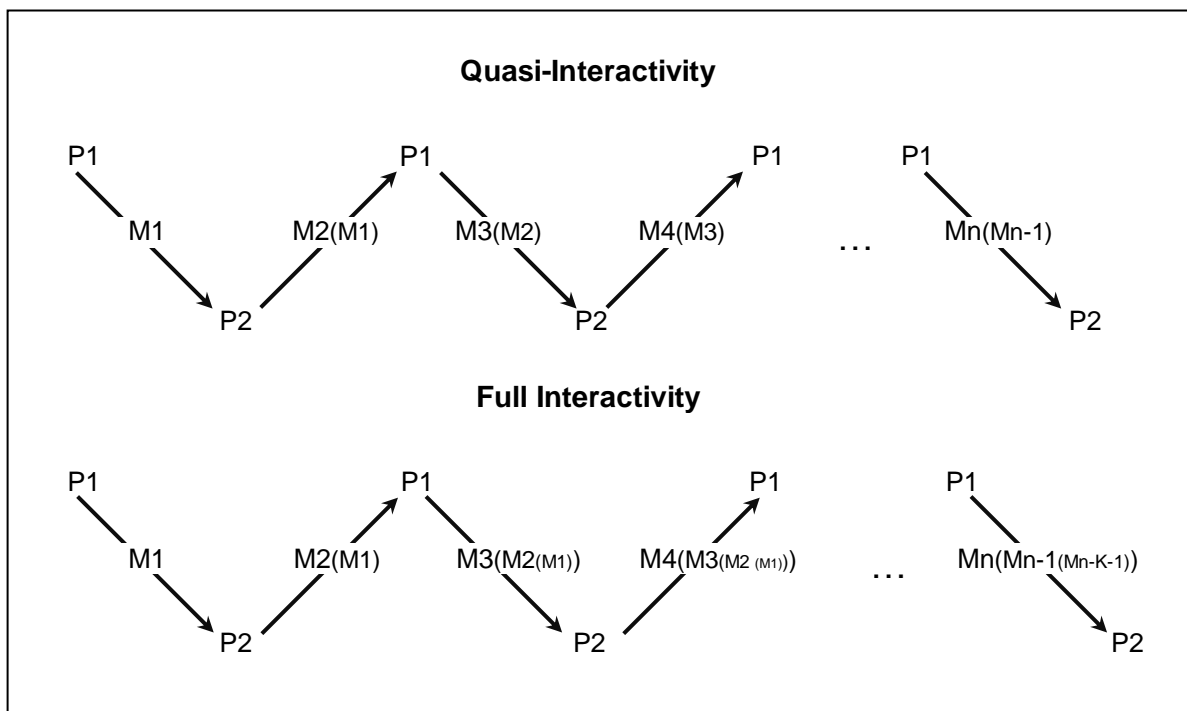 Quasi-Interactivity
P1 P1 P1 P1
M1 M2(M1) M3(M2) M4(M3) ... Mn(Mn-1)
P2 P2 P2
Full Interactivity
P1 P1 P1 P1
M1 M2(M1) M3(M2(M1)) M4(M3(M2 (M1))) ... Mn(Mn-1(Mn-K-1))
P2 P2 P2